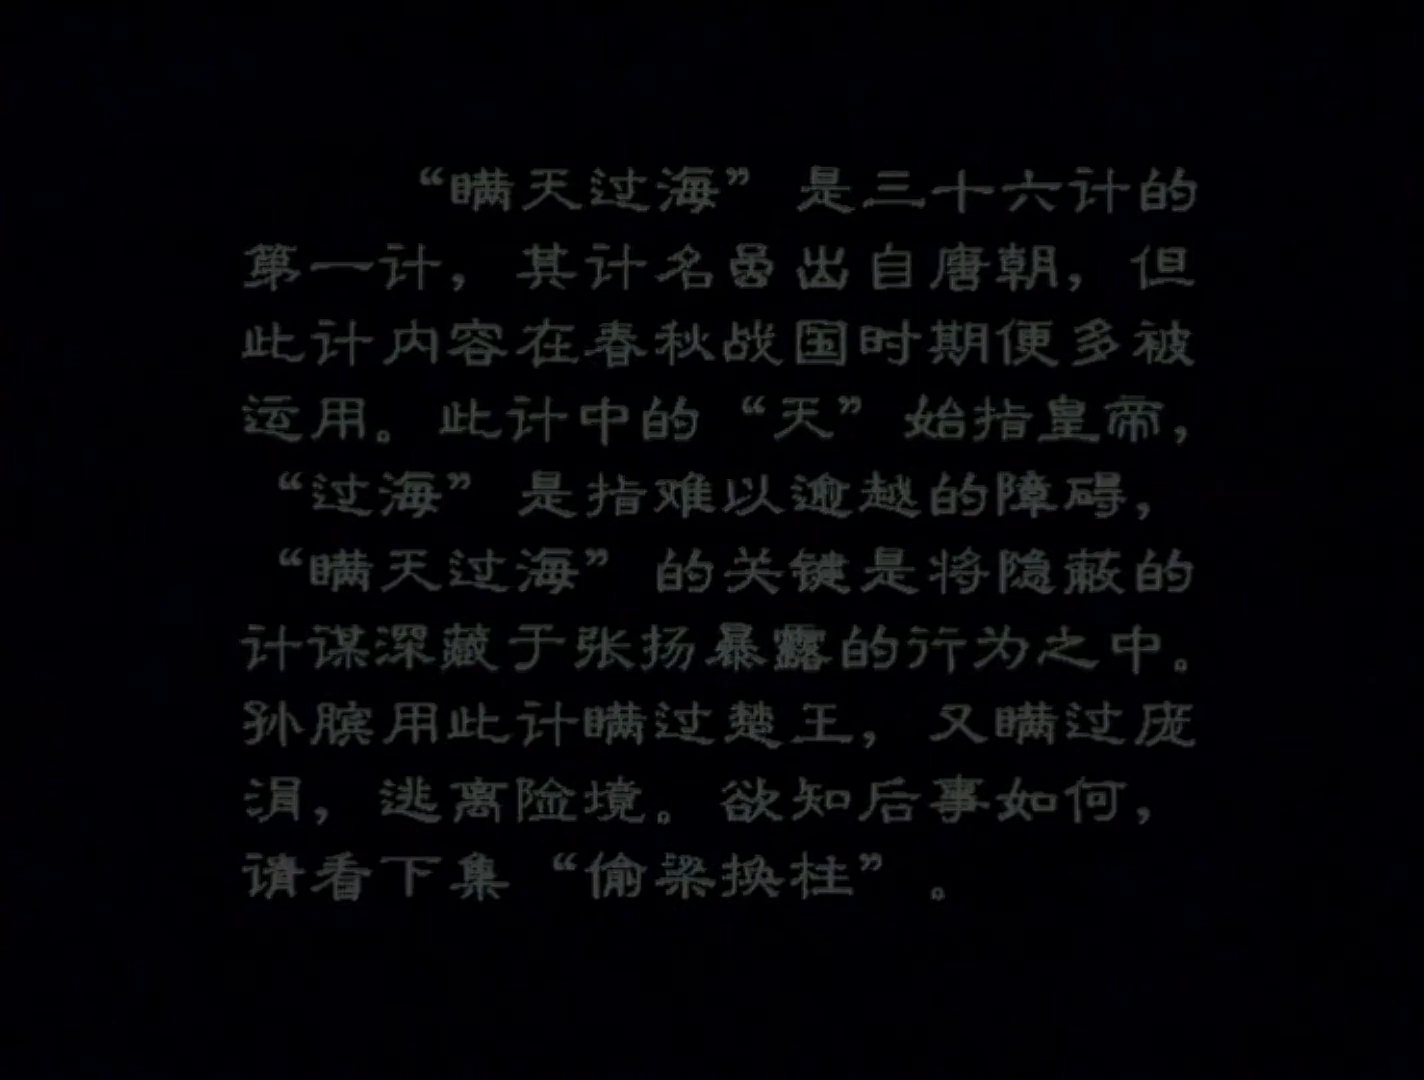 “瞒天过海”是三十六计的
第一计，其计名虽出自唐朝，但
此计内容在春秋战国时期便多被
运用。此计中的“天”始指皇帝，
“过海”是指难以逾越的障碍，
“瞒天过海”的关键是将隐蔽的
计谋深藏于张扬暴露的行为之中。
孙膑用此计瞒过楚王，又瞒过庞
涓，逃离险境。欲知后事如何，
请看下集“偷梁换柱”。